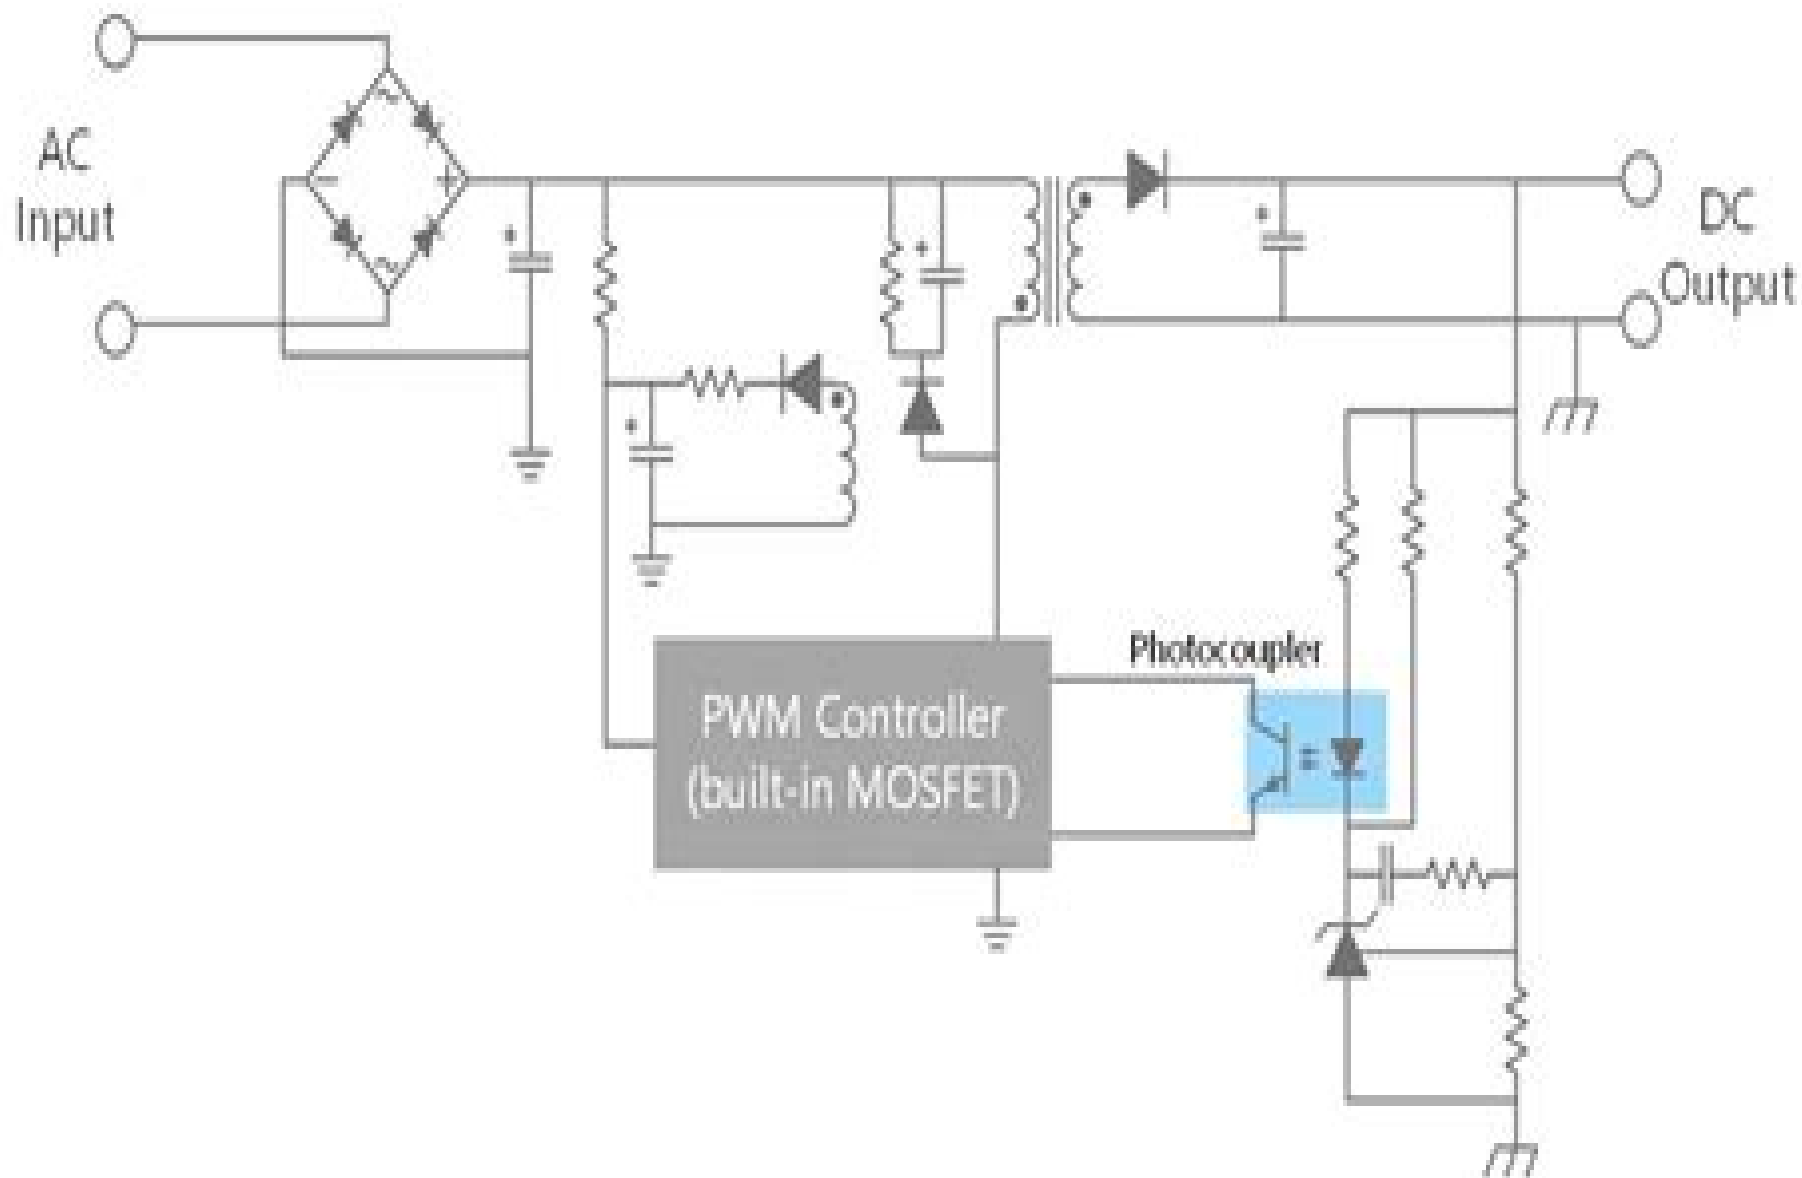 AC
Input
DC
Output
Photocoupler
PWM Controller
(built-in MOSFET)